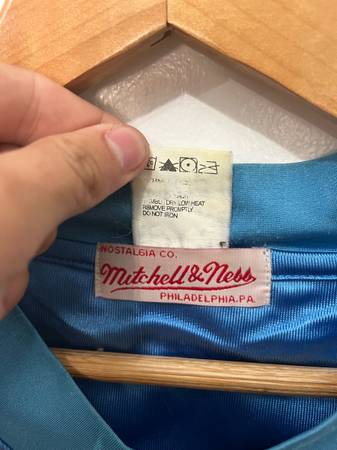 TUMBLE DRY LOW HEAT
REMOVE PROMPTLY
DO NOT IRON
NOSTALGIA CO.
Mitchell & Ness
PHILADELPHIA.PA.